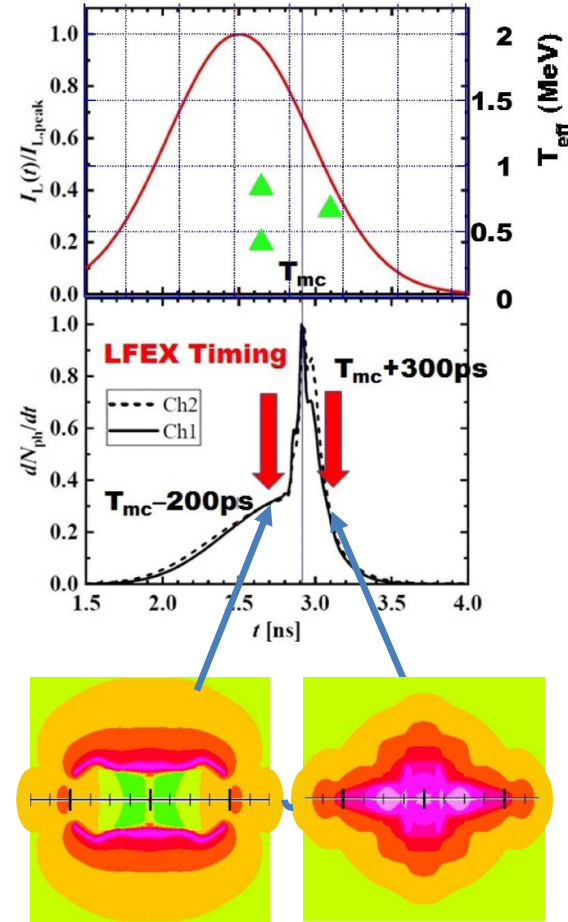 1.0
0.8
0.6
0.4
0.2
0.0
I_L(t)/I_L,peak
2
1.5
1
0.5
0
T_eff (MeV)
T_mc
1.0
0.8
0.6
0.4
0.2
0.0
dN_ph/dt
LFEX Timing
T_mc+300ps
Ch2
Ch1
T_mc−200ps
1.5 2.0 2.5 3.0 3.5 4.0
t [ns]